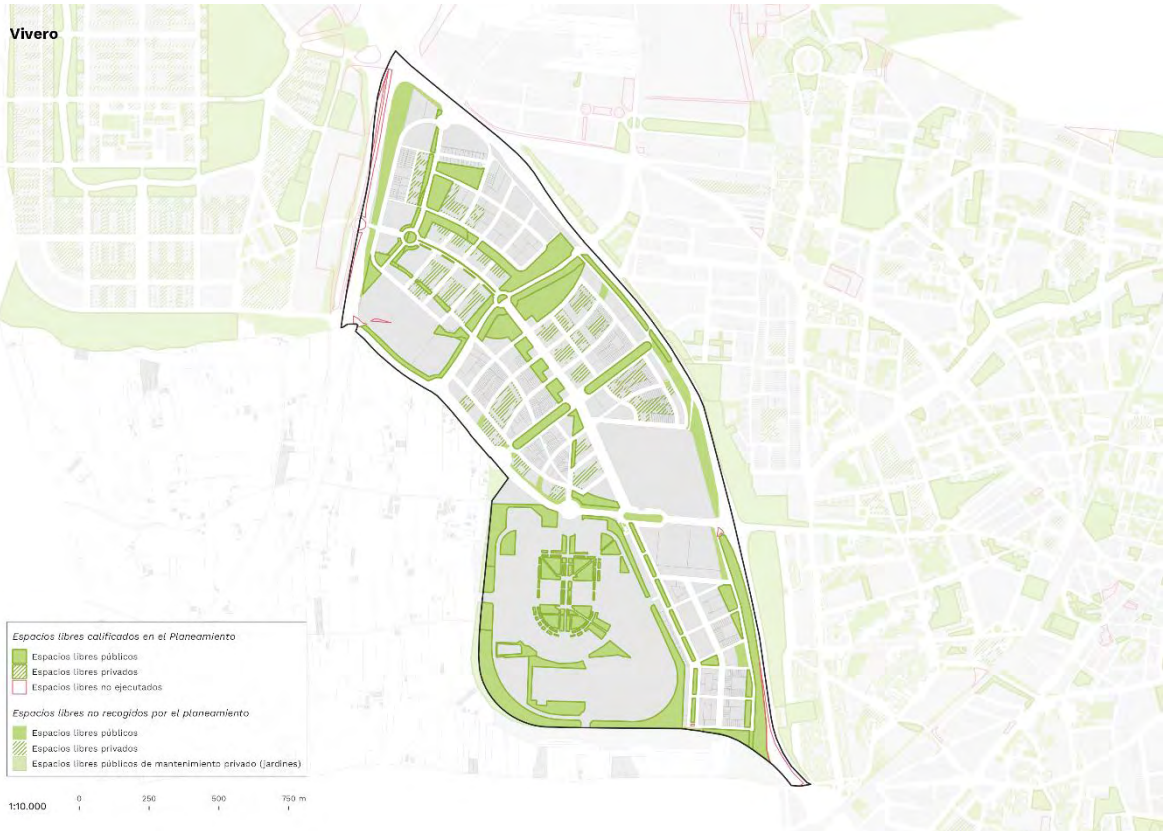 Vivero
Espacios libres calificados en el Planeamiento
Espacios libres públicos
Espacios libres privados
Espacios libres no ejecutados
Espacios libres no recogidos por el planeamiento
Espacios libres públicos
Espacios libres privados
Espacios libres públicos de mantenimiento privado (jardines)
1:10.000
0 250 500 750 m